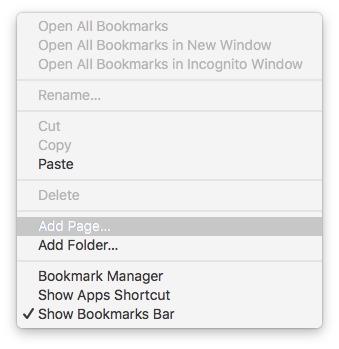 Open All Bookmarks
Open All Bookmarks in New Window
Open All Bookmarks in Incognito Window
Rename...
Cut
Copy
Paste
Delete
Add Page...
Add Folder...
Bookmark Manager
Show Apps Shortcut
✓ Show Bookmarks Bar